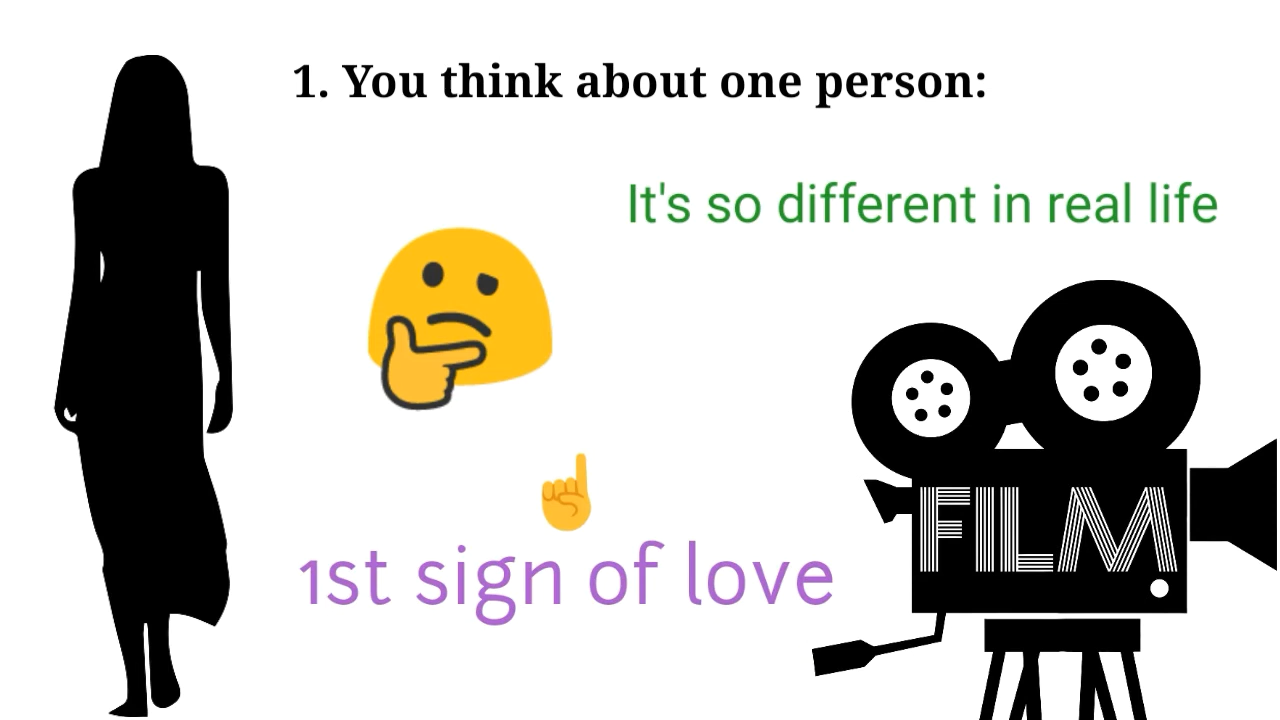 1. You think about one person:
It's so different in real life
1st sign of love
FILM